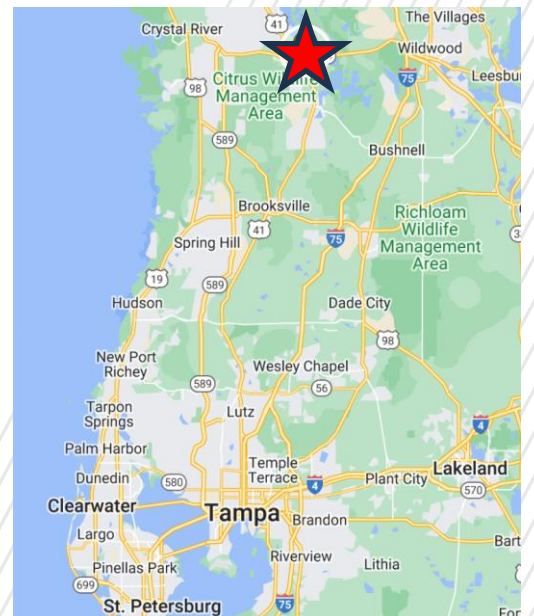 The Villages
Crystal River
41
Wildwood
75
Leesbu
Citrus Wildlife
Management
Area
98
589
Bushnell
Brooksville
41
Richloam
Wildlife
Management
Area
75
Spring Hill
19
589
Hudson
Dade City
98
New Port
Richey
Wesley Chapel
589
56
Lutz
Tarpon
Springs
4
Palm Harbor
Temple
Terrace
Lakeland
Dunedin
580
4
Plant City
570
Clearwater
Tampa
Brandon
Bart
Largo
Riverview
Lithia
Pinellas Park
699
75
St. Petersburg
For